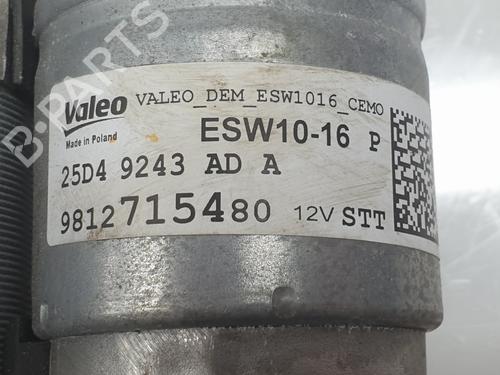 Valeo VALEO_DEM_ESW1016_CEMO
Made in Poland ESW10-16 P
25D4 9243 AD A
9812715480 12V STT
B-PARTS